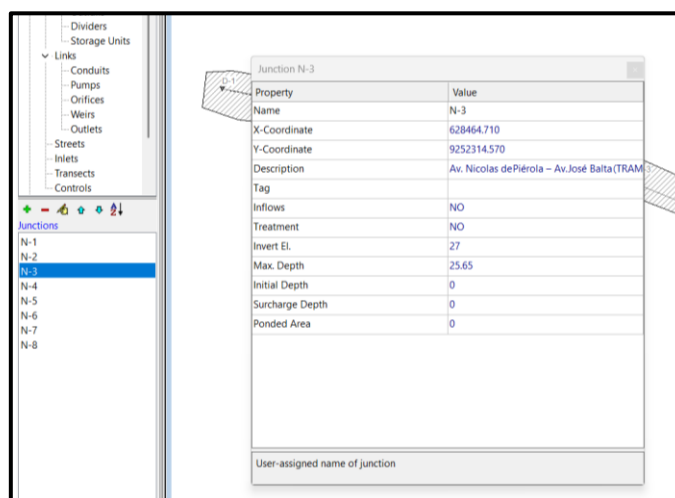 Dividers
Storage Units
Links
Conduits
Pumps
Orifices
Weirs
Outlets
Streets
Inlets
Transects
Controls
Junctions
N-1
N-2
N-3
N-4
N-5
N-6
N-7
N-8
D-1
Junction N-3
Property Value
Name N-3
X-Coordinate 628464.710
Y-Coordinate 9252314.570
Description Av. Nicolas dePiérola – Av.José Balta(TRAM
Tag
Inflows NO
Treatment NO
Invert El. 27
Max. Depth 25.65
Initial Depth 0
Surcharge Depth 0
Ponded Area 0
User-assigned name of junction